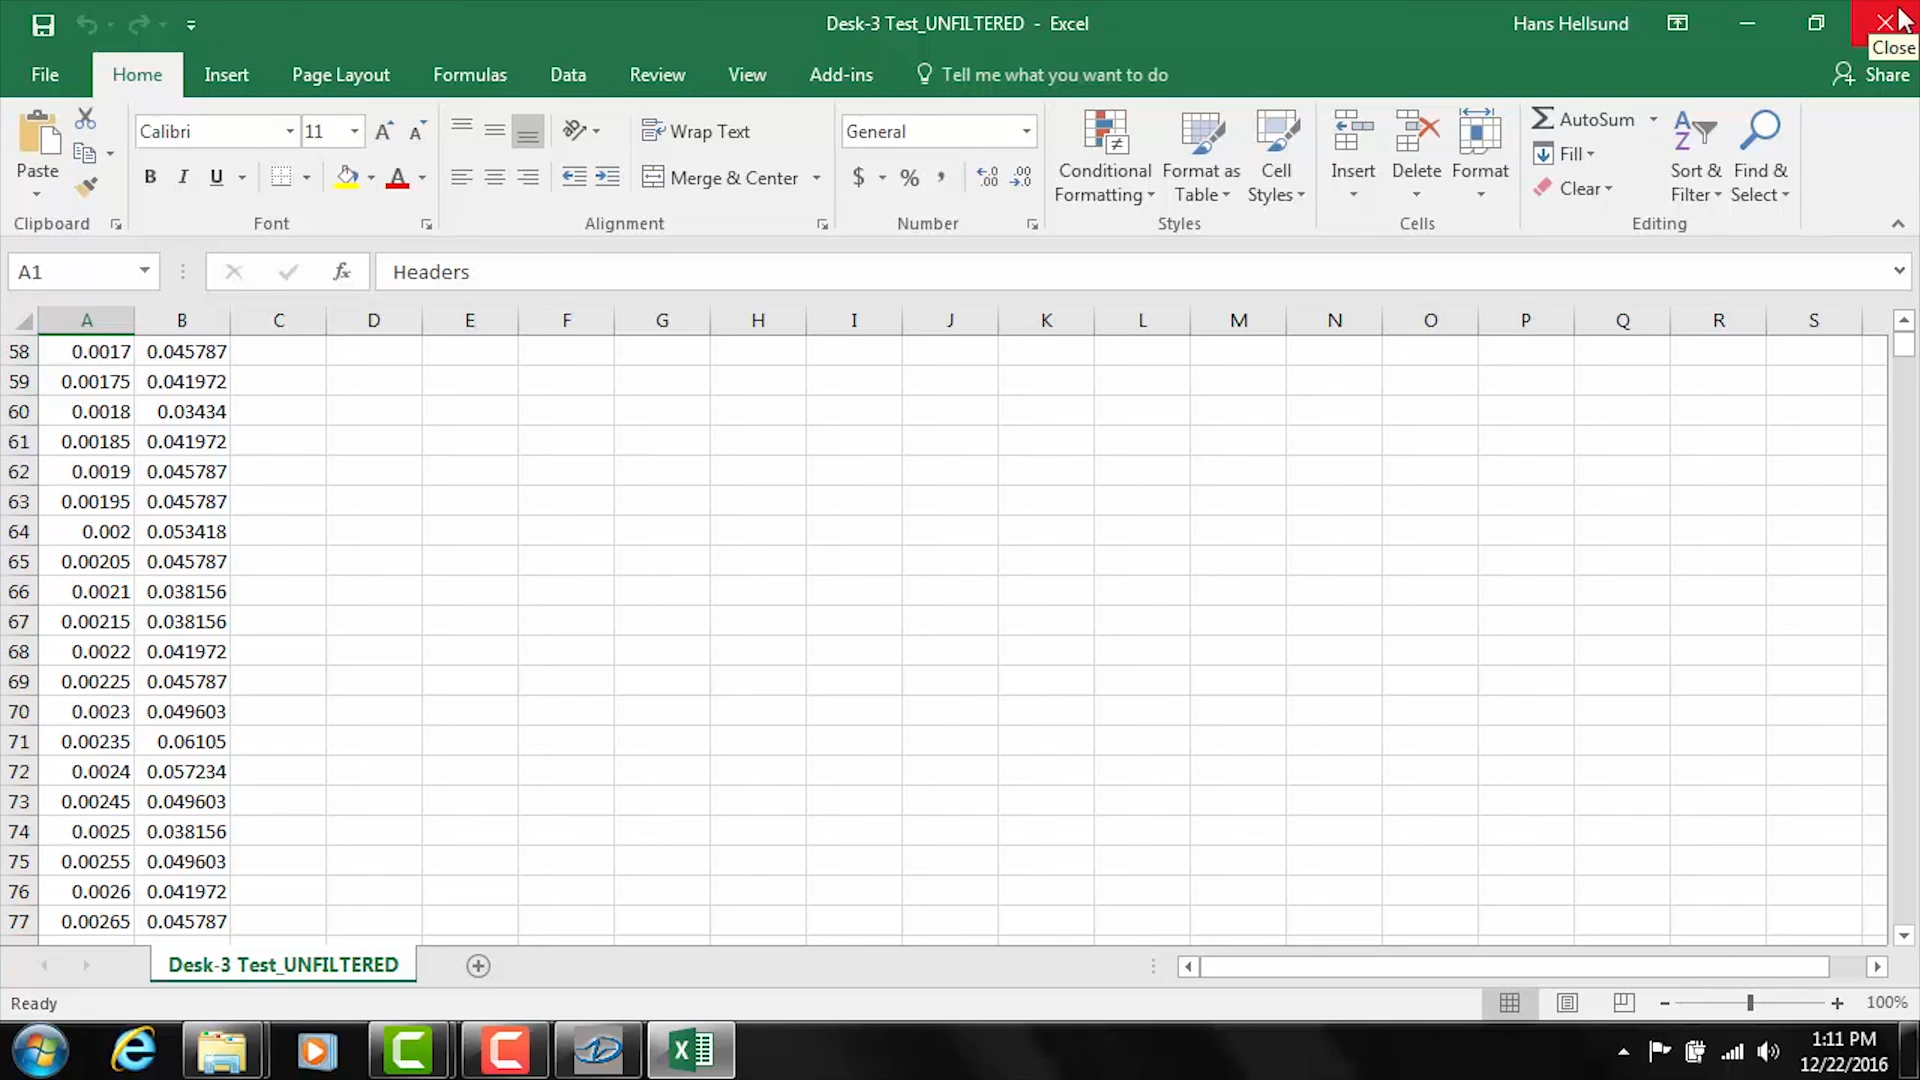 Desk-3 Test_UNFILTERED - Excel
Hans Hellsund
Close
File Home Insert Page Layout Formulas Data Review View Add-ins Tell me what you want to do Share
Calibri 11 Wrap Text General AutoSum
Paste B I U Merge & Center $ % , .00 .00 Conditional Formatting Format as Table Cell Styles Insert Delete Format Fill Clear Sort & Filter Find & Select
Clipboard Font Alignment Number Styles Cells Editing
A1 fx Headers
A B C D E F G H I J K L M N O P Q R S
58 0.0017 0.045787
59 0.00175 0.041972
60 0.0018 0.03434
61 0.00185 0.041972
62 0.0019 0.045787
63 0.00195 0.045787
64 0.002 0.053418
65 0.00205 0.045787
66 0.0021 0.038156
67 0.00215 0.038156
68 0.0022 0.041972
69 0.00225 0.045787
70 0.0023 0.049603
71 0.00235 0.06105
72 0.0024 0.057234
73 0.00245 0.049603
74 0.0025 0.038156
75 0.00255 0.049603
76 0.0026 0.041972
77 0.00265 0.045787
Desk-3 Test_UNFILTERED
Ready 100%
1:11 PM
12/22/2016